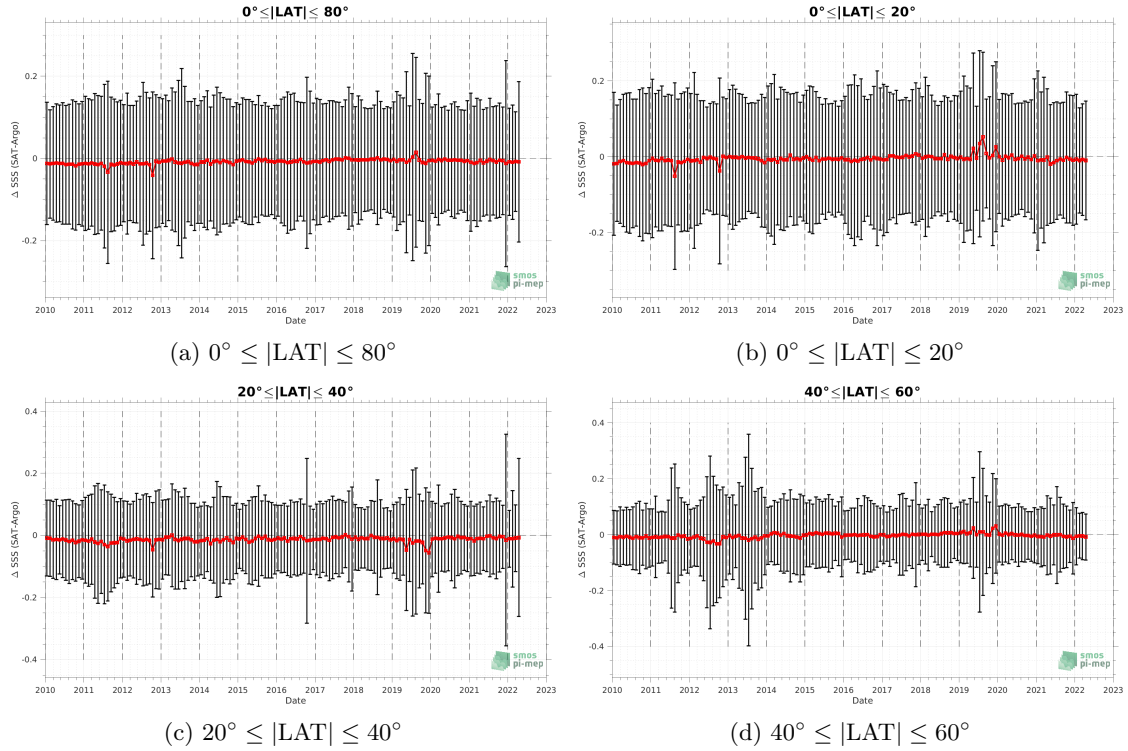 0°≤|LAT|≤ 80°
0.2
0
-0.2
Δ SSS (SAT-Argo)
2010 2011 2012 2013 2014 2015 2016 2017 2018 2019 2020 2021 2022 2023
Date
smos
pi-mep
(a) 0° ≤ |LAT| ≤ 80°
0°≤|LAT|≤ 20°
0.2
0
-0.2
Δ SSS (SAT-Argo)
2010 2011 2012 2013 2014 2015 2016 2017 2018 2019 2020 2021 2022 2023
Date
smos
pi-mep
(b) 0° ≤ |LAT| ≤ 20°
20°≤|LAT|≤ 40°
0.4
0.2
0
-0.2
-0.4
Δ SSS (SAT-Argo)
2010 2011 2012 2013 2014 2015 2016 2017 2018 2019 2020 2021 2022 2023
Date
smos
pi-mep
(c) 20° ≤ |LAT| ≤ 40°
40°≤|LAT|≤ 60°
0.4
0.2
0
-0.2
-0.4
Δ SSS (SAT-Argo)
2010 2011 2012 2013 2014 2015 2016 2017 2018 2019 2020 2021 2022 2023
Date
smos
pi-mep
(d) 40° ≤ |LAT| ≤ 60°